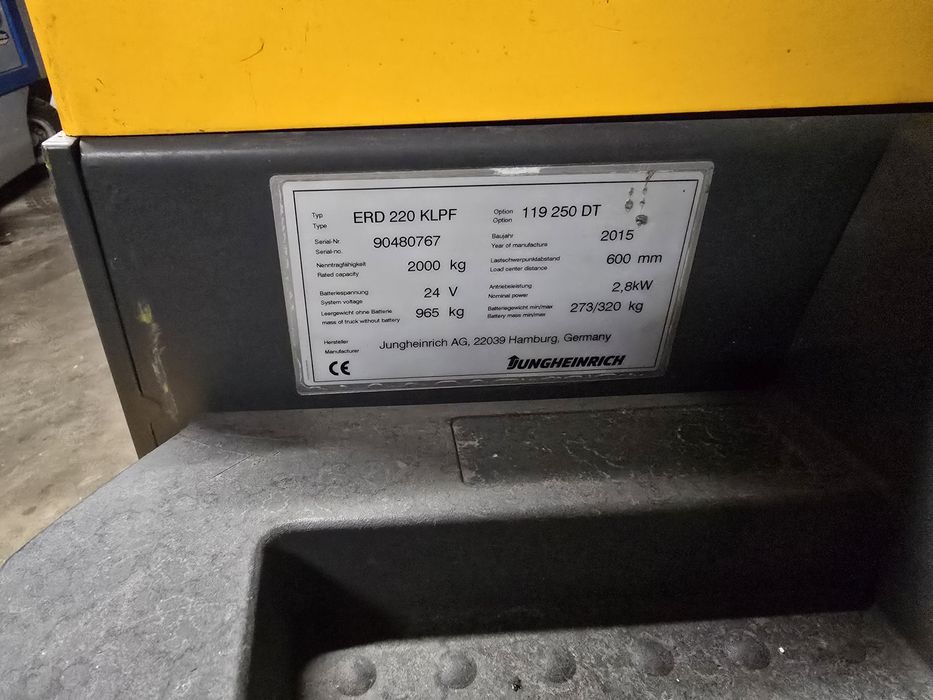 Typ ERD 220 KLPF Option 119 250 DT
Type Option
Serial-Nr. 90480767 Baujahr 2015
Serial-no. Year of manufacture
Nenntragfähigkeit 2000 kg Lastschwerpunktabstand 600 mm
Rated capacity Load center distance
Batteriespannung 24 V Antriebsleistung 2,8kW
System voltage Nominal power
Leergewicht ohne Batterie 965 kg Batteriegewicht min/max 273/320 kg
mass of truck without battery Battery mass min/max
Hersteller Jungheinrich AG, 22039 Hamburg, Germany
Manufacturer
CE JUNGHEINRICH